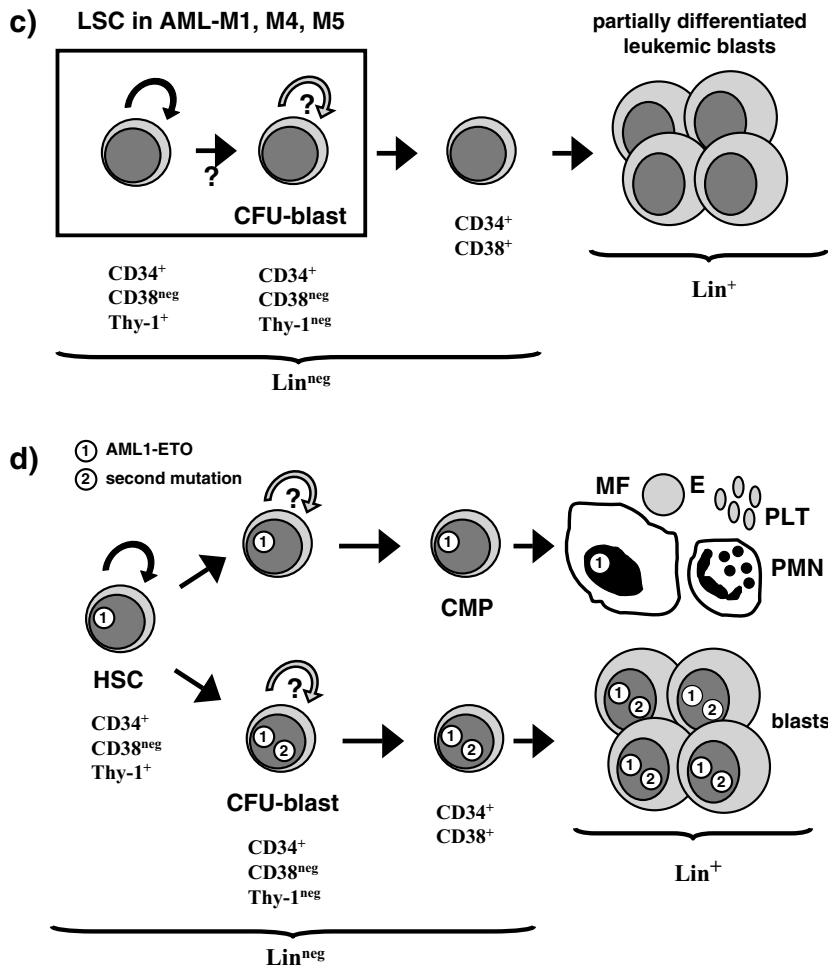 c)
LSC in AML-M1, M4, M5
partially differentiated
leukemic blasts
?
?
CFU-blast
CD34⁺
CD38ⁿᵉᵍ
Thy-1⁺
CD34⁺
CD38ⁿᵉᵍ
Thy-1ⁿᵉᵍ
CD34⁺
CD38⁺
Lin⁺
Linⁿᵉᵍ
d)
1 AML1-ETO
2 second mutation
?
1
1
CMP
MF
E
PLT
1
PMN
1
HSC
CD34⁺
CD38ⁿᵉᵍ
Thy-1⁺
?
1 2
CFU-blast
CD34⁺
CD38ⁿᵉᵍ
Thy-1ⁿᵉᵍ
1 2
CD34⁺
CD38⁺
1 2
1 2
1 2
1 2
blasts
Lin⁺
Linⁿᵉᵍ